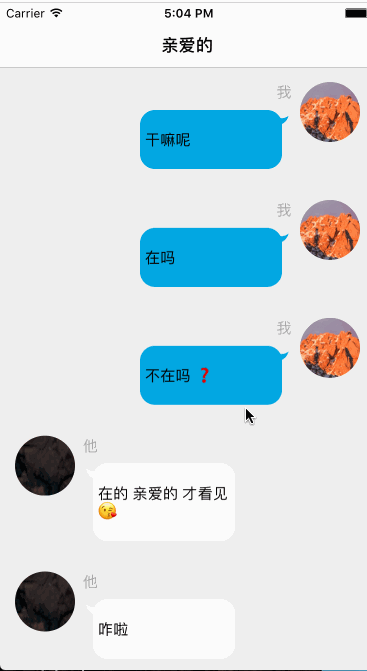 Carrier 5:04 PM
亲爱的
我
干嘛呢
我
在吗
我
不在吗 ❓
他
在的 亲爱的 才看见
😘
他
咋啦